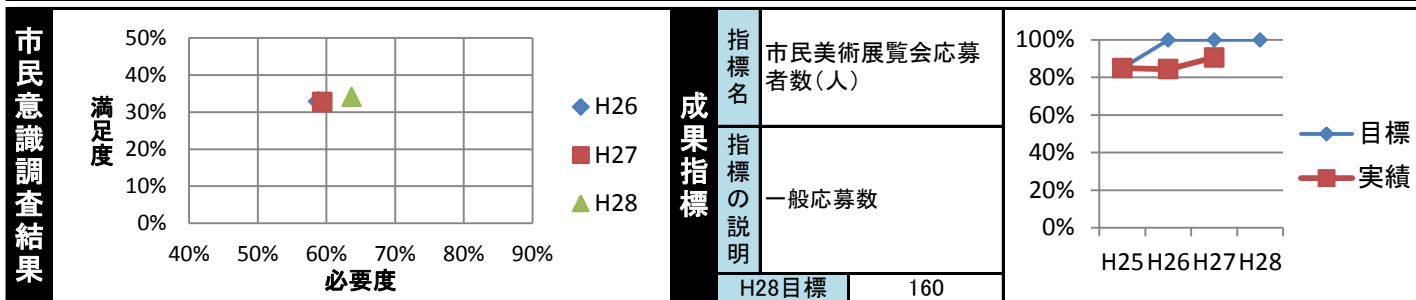 市民意識調査結果
満足度
50%
40%
30%
20%
10%
0%
40% 50% 60% 70% 80% 90%
必要度
H26
H27
H28
成果指標
指標名
市民美術展覧会応募
者数(人)
指標の説明
一般応募数
H28目標 160
100%
80%
60%
40%
20%
0%
H25 H26 H27 H28
目標
実績